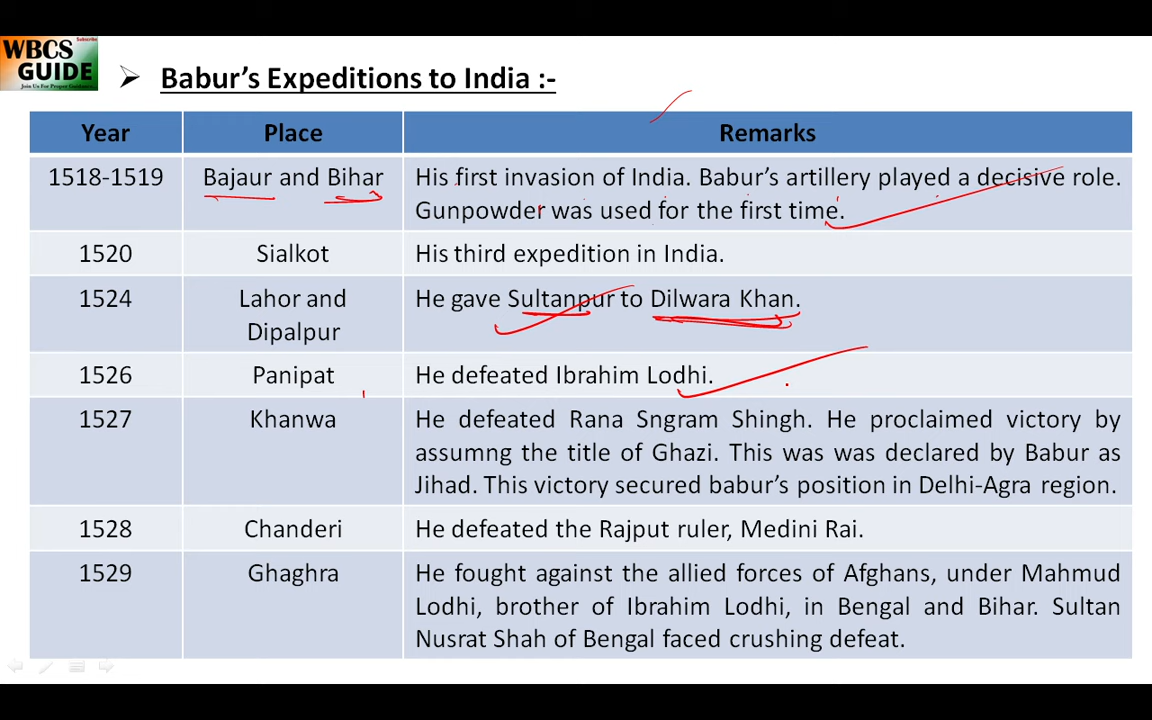 Subscribe
WBCS
GUIDE
Join Us For Proper Guidance...
➢ Babur's Expeditions to India :-
Year Place Remarks
1518-1519 Bajaur and Bihar His first invasion of India. Babur's artillery played a decisive role.
Gunpowder was used for the first time.
1520 Sialkot His third expedition in India.
1524 Lahor and He gave Sultanpur to Dilwara Khan.
Dipalpur
1526 Panipat He defeated Ibrahim Lodhi.
1527 Khanwa He defeated Rana Sngram Shingh. He proclaimed victory by
assumng the title of Ghazi. This was was declared by Babur as
Jihad. This victory secured babur's position in Delhi-Agra region.
1528 Chanderi He defeated the Rajput ruler, Medini Rai.
1529 Ghaghra He fought against the allied forces of Afghans, under Mahmud
Lodhi, brother of Ibrahim Lodhi, in Bengal and Bihar. Sultan
Nusrat Shah of Bengal faced crushing defeat.